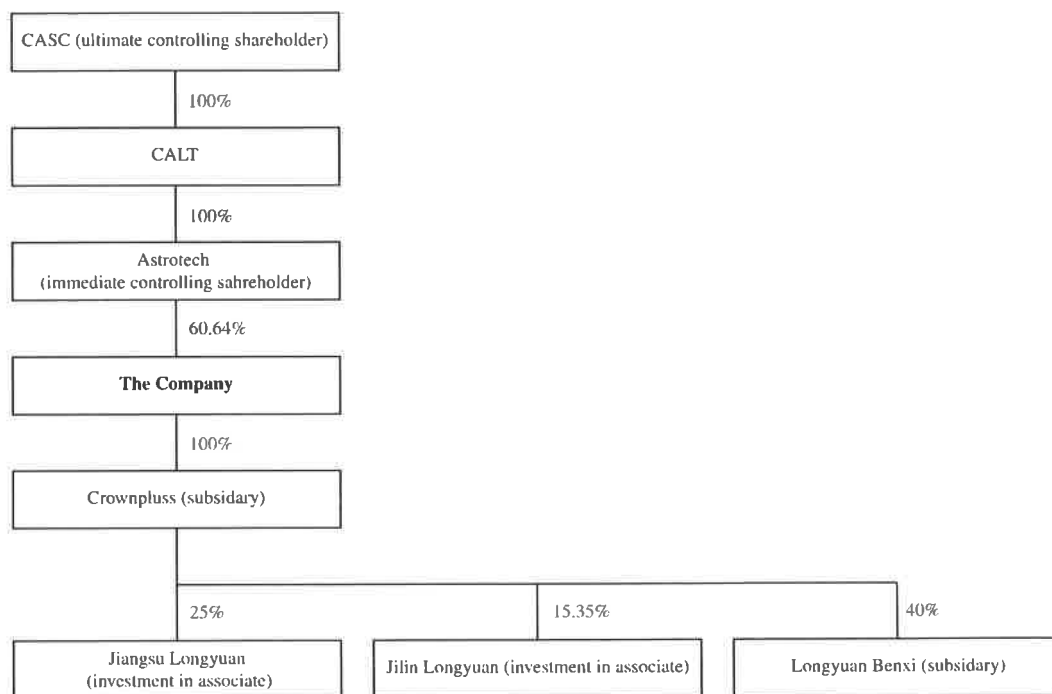 CASC (ultimate controlling shareholder)
100%
CALT
100%
Astrotech
(immediate controlling sahreholder)
60.64%
The Company
100%
Crownpluss (subsidary)
25%
15.35%
40%
Jiangsu Longyuan
(investment in associate)
Jilin Longyuan (investment in associate)
Longyuan Benxi (subsidary)